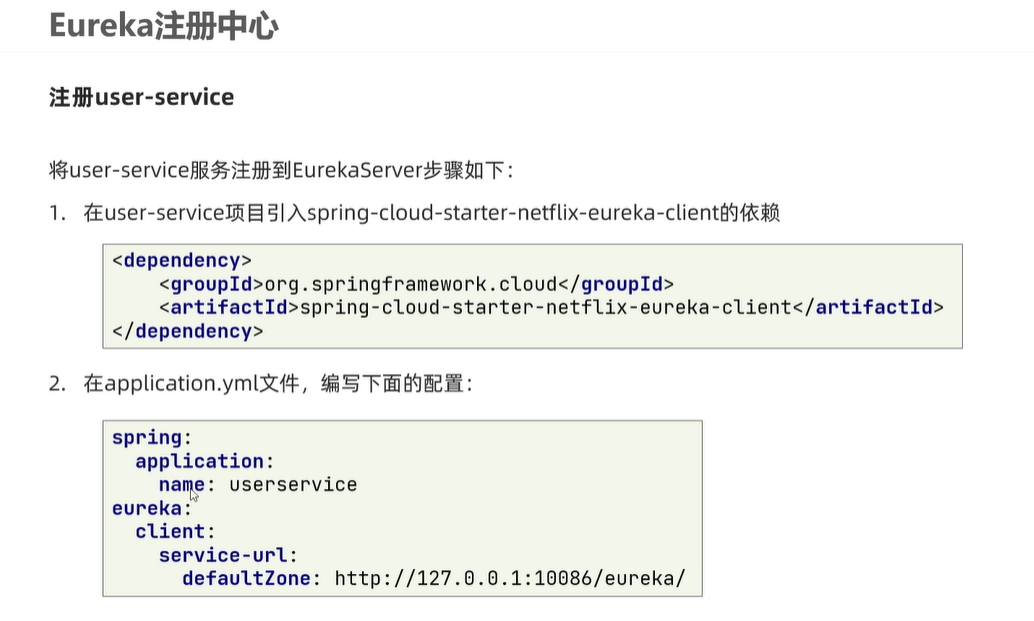 Eureka注册中心
注册user-service
将user-service服务注册到EurekaServer步骤如下：
1. 在user-service项目引入spring-cloud-starter-netflix-eureka-client的依赖
<dependency>
    <groupId>org.springframework.cloud</groupId>
    <artifactId>spring-cloud-starter-netflix-eureka-client</artifactId>
</dependency>
2. 在application.yml文件，编写下面的配置：
spring:
  application:
    name: userservice
eureka:
  client:
    service-url:
      defaultZone: http://127.0.0.1:10086/eureka/